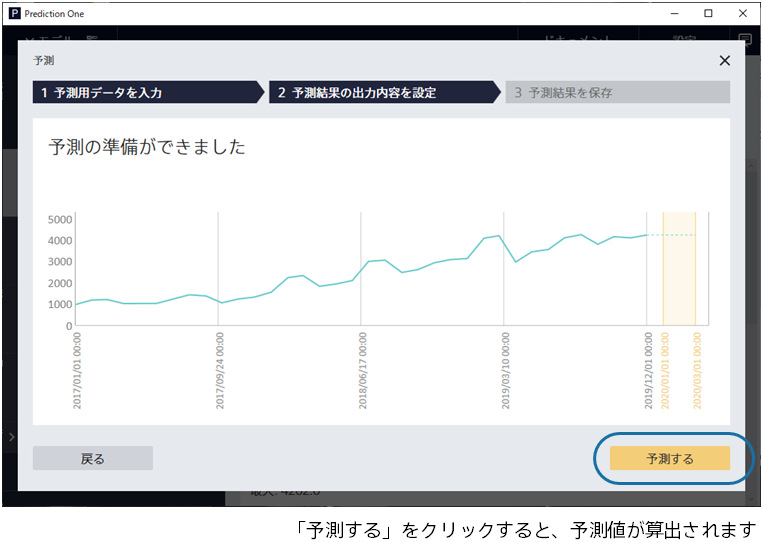 P Prediction One
予測
1 予測用データを入力
2 予測結果の出力内容を設定
3 予測結果を保存
予測の準備ができました
5000
4000
3000
2000
1000
0
2017/01/01 00:00
2017/09/24 00:00
2018/06/17 00:00
2019/03/10 00:00
2019/12/01 00:00
2020/01/01 00:00
2020/03/01 00:00
戻る
予測する
「予測する」をクリックすると、予測値が算出されます